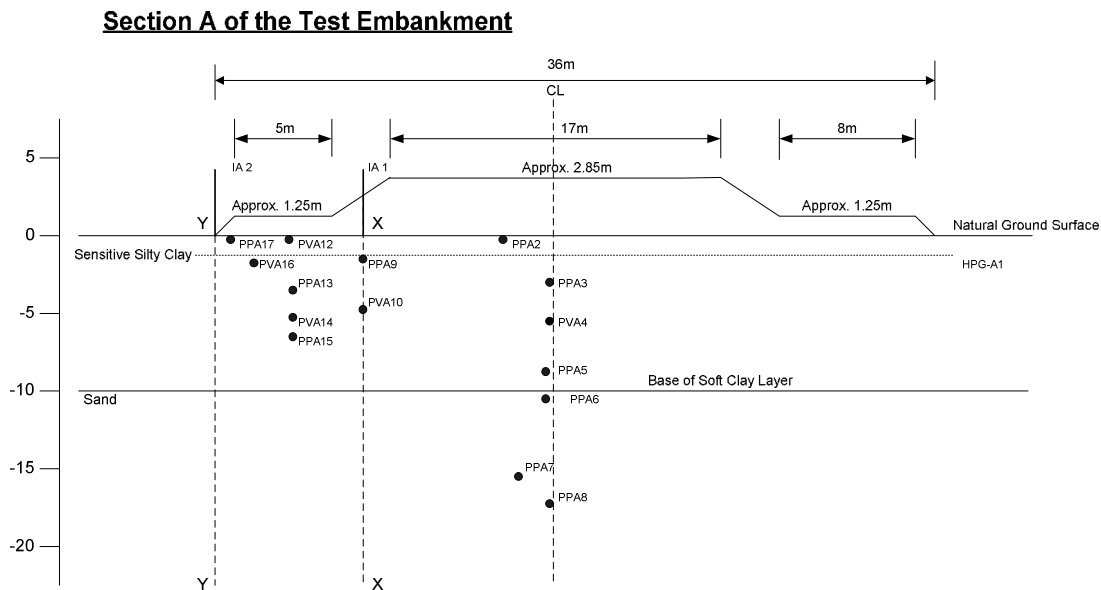 Section A of the Test Embankment
36m
CL
5m
17m
8m
5
IA 2
IA 1
Approx. 2.85m
Approx. 1.25m
Approx. 1.25m
Y
X
Natural Ground Surface
0
PPA17
PVA12
PPA2
Sensitive Silty Clay
PVA16
PPA9
HPG-A1
PPA13
PPA3
PVA10
-5
PVA14
PVA4
PPA15
PPA5
Base of Soft Clay Layer
-10
Sand
PPA6
-15
PPA7
PPA8
-20
Y
X